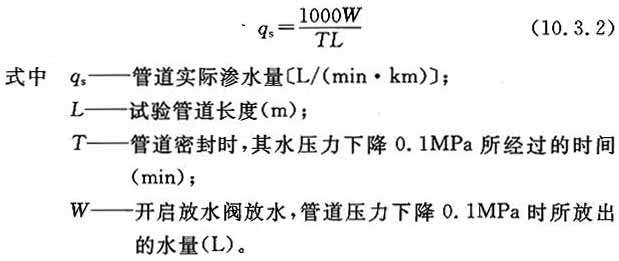 q_s=1000W/TL (10.3.2)
式中 q_s——管道实际渗水量〔L/(min·km)〕;
L——试验管道长度(m);
T——管道密封时,其水压力下降 0.1MPa 所经过的时间
(min);
W——开启放水阀放水,管道压力下降 0.1MPa 时所放出
的水量(L)。